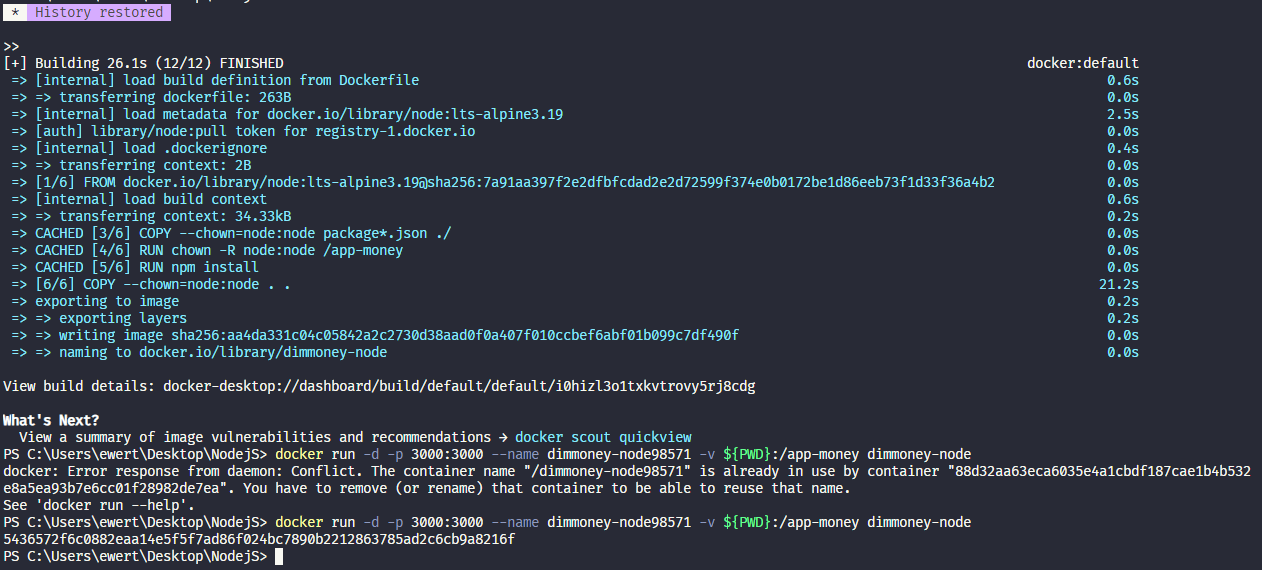 * History restored
>>
[+] Building 26.1s (12/12) FINISHED docker:default
=> [internal] load build definition from Dockerfile 0.6s
=> => transferring dockerfile: 263B 0.0s
=> [internal] load metadata for docker.io/library/node:lts-alpine3.19 2.5s
=> [auth] library/node:pull token for registry-1.docker.io 0.0s
=> [internal] load .dockerignore 0.4s
=> => transferring context: 2B 0.0s
=> [1/6] FROM docker.io/library/node:lts-alpine3.19@sha256:7a91aa397f2e2dfbfcdad2e2d72599f374e0b0172be1d86eeb73f1d33f36a4b2 0.0s
=> [internal] load build context 0.6s
=> => transferring context: 34.33kB 0.2s
=> CACHED [3/6] COPY --chown=node:node package*.json ./ 0.0s
=> CACHED [4/6] RUN chown -R node:node /app-money 0.0s
=> CACHED [5/6] RUN npm install 0.0s
=> [6/6] COPY --chown=node:node . . 21.2s
=> exporting to image 0.2s
=> => exporting layers 0.2s
=> => writing image sha256:aa4da331c04c05842a2c2730d38aad0f0a407f010ccbef6abf01b099c7df490f 0.0s
=> => naming to docker.io/library/dimmoney-node 0.0s
View build details: docker-desktop://dashboard/build/default/default/i0hizl3o1txkvtrovy5rj8cdg
What's Next?
View a summary of image vulnerabilities and recommendations → docker scout quickview
PS C:\Users\ewert\Desktop\NodejS> docker run -d -p 3000:3000 --name dimmoney-node98571 -v ${PWD}:/app-money dimmoney-node
docker: Error response from daemon: Conflict. The container name "/dimmoney-node98571" is already in use by container "88d32aa63eca6035e4a1cbdf187cae1b4b532
e8a5ea93b7e6cc01f28982de7ea". You have to remove (or rename) that container to be able to reuse that name.
See 'docker run --help'.
PS C:\Users\ewert\Desktop\NodejS> docker run -d -p 3000:3000 --name dimmoney-node98571 -v ${PWD}:/app-money dimmoney-node
5436572f6c0882eaa14e5f5f7ad86f024bc7890b2212863785ad2c6cb9a8216f
PS C:\Users\ewert\Desktop\NodejS>